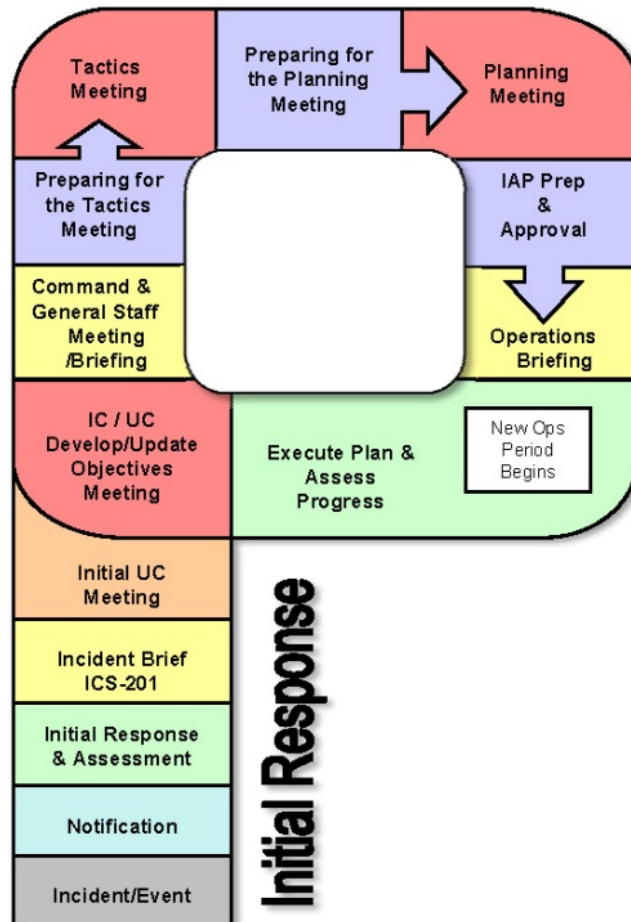 Tactics
Meeting
Preparing for
the Planning
Meeting
Planning
Meeting
Preparing for
the Tactics
Meeting
IAP Prep
&
Approval
Command &
General Staff
Meeting
/Briefing
Operations
Briefing
IC / UC
Develop/Update
Objectives
Meeting
Execute Plan &
Assess
Progress
New Ops
Period
Begins
Initial UC
Meeting
Incident Brief
ICS-201
Initial Response
& Assessment
Notification
Incident/Event
Initial Response